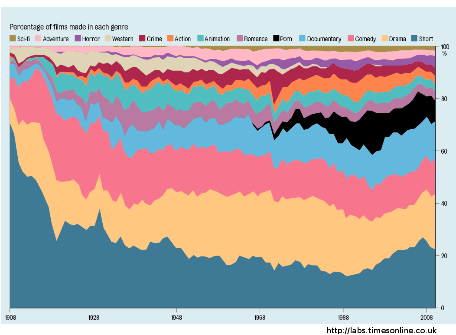 Percentage of films made in each genre
Sci-Fi Adventure Horror Western Crime Action Animation Romance Porn Documentary Comedy Drama Short
100
%
80
60
40
20
0
1908 1928 1948 1968 1988 2008
http://labs.timesonline.co.uk